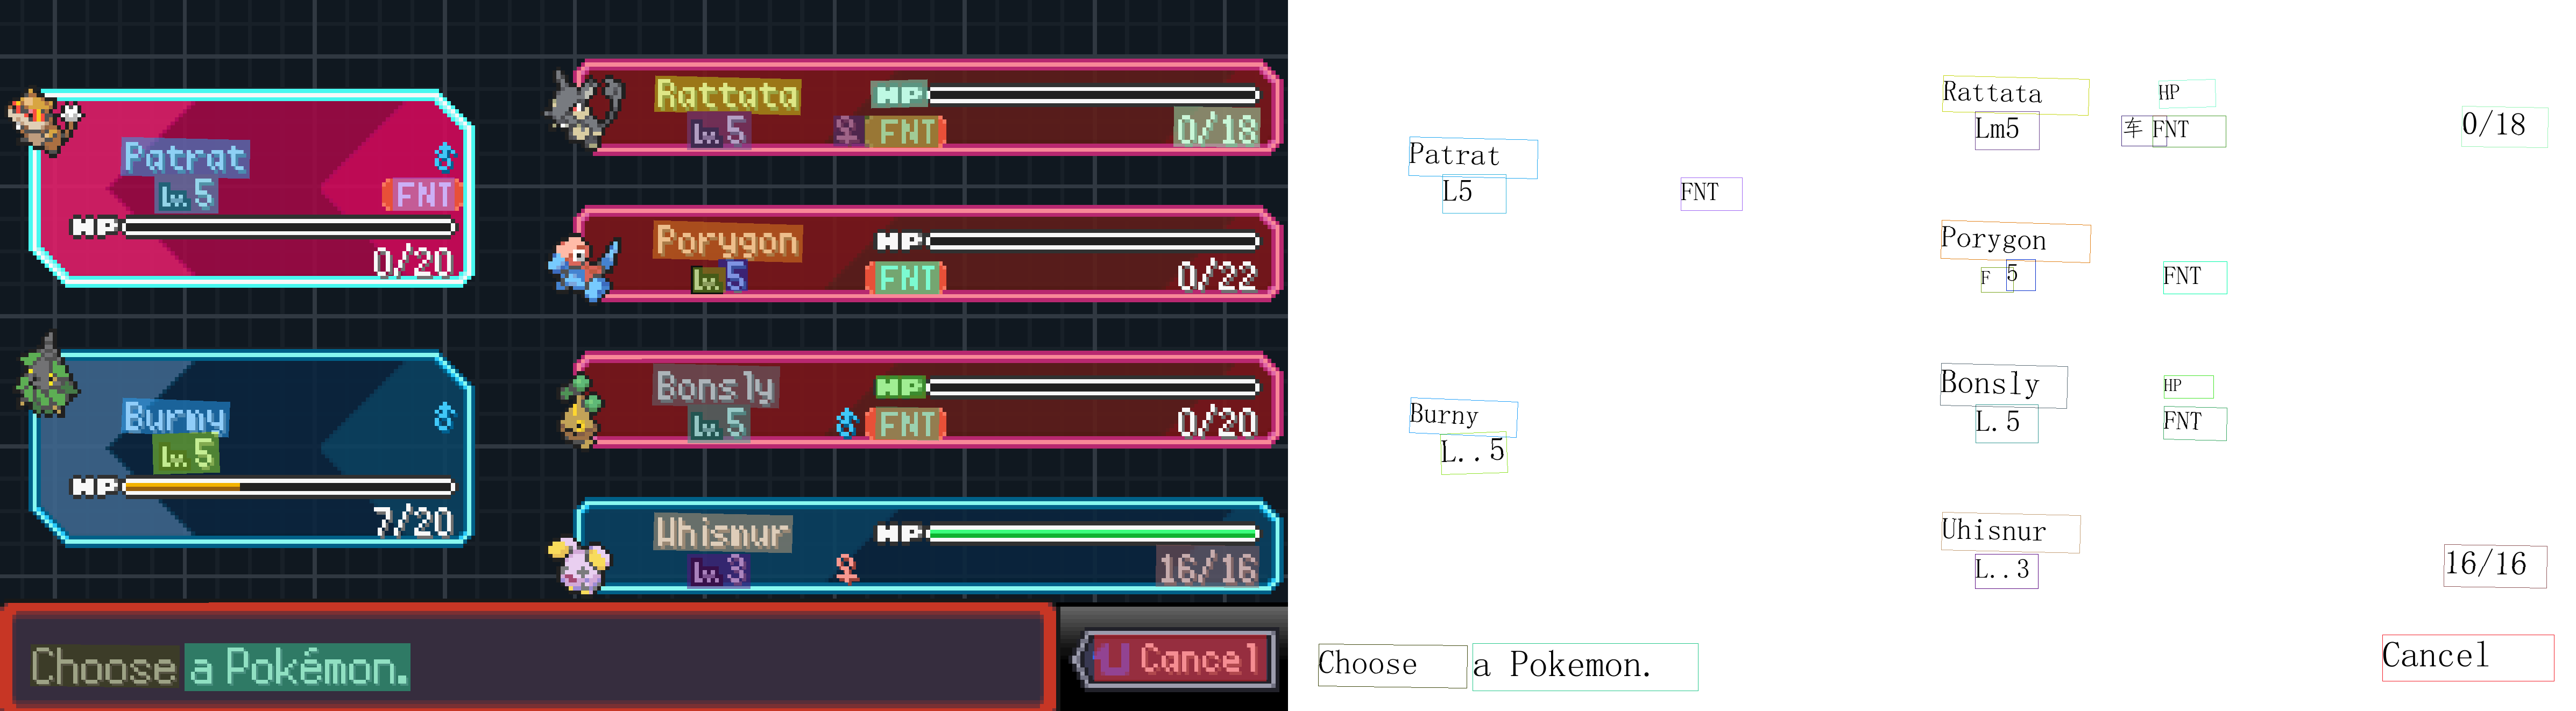 Patrat ♂
Lv. 5 FNT
HP
0/20
Burmy ♂
Lv. 5
HP
7/20
Rattata HP
Lv. 5 ♀ FNT 0/18
Porygon HP
Lv. 5 FNT 0/22
Bonsly HP
Lv. 5 ♂ FNT 0/20
Whismur HP
Lv. 3 ♀ 16/16
Choose a Pokémon.
Cancel
Patrat
L5 FNT
Burny
L..5
Rattata HP
Lm5 车 FNT 0/18
Porygon
F 5 FNT
Bonsly HP
L.5 FNT
Uhisnur
L..3 16/16
Choose a Pokemon.
Cancel